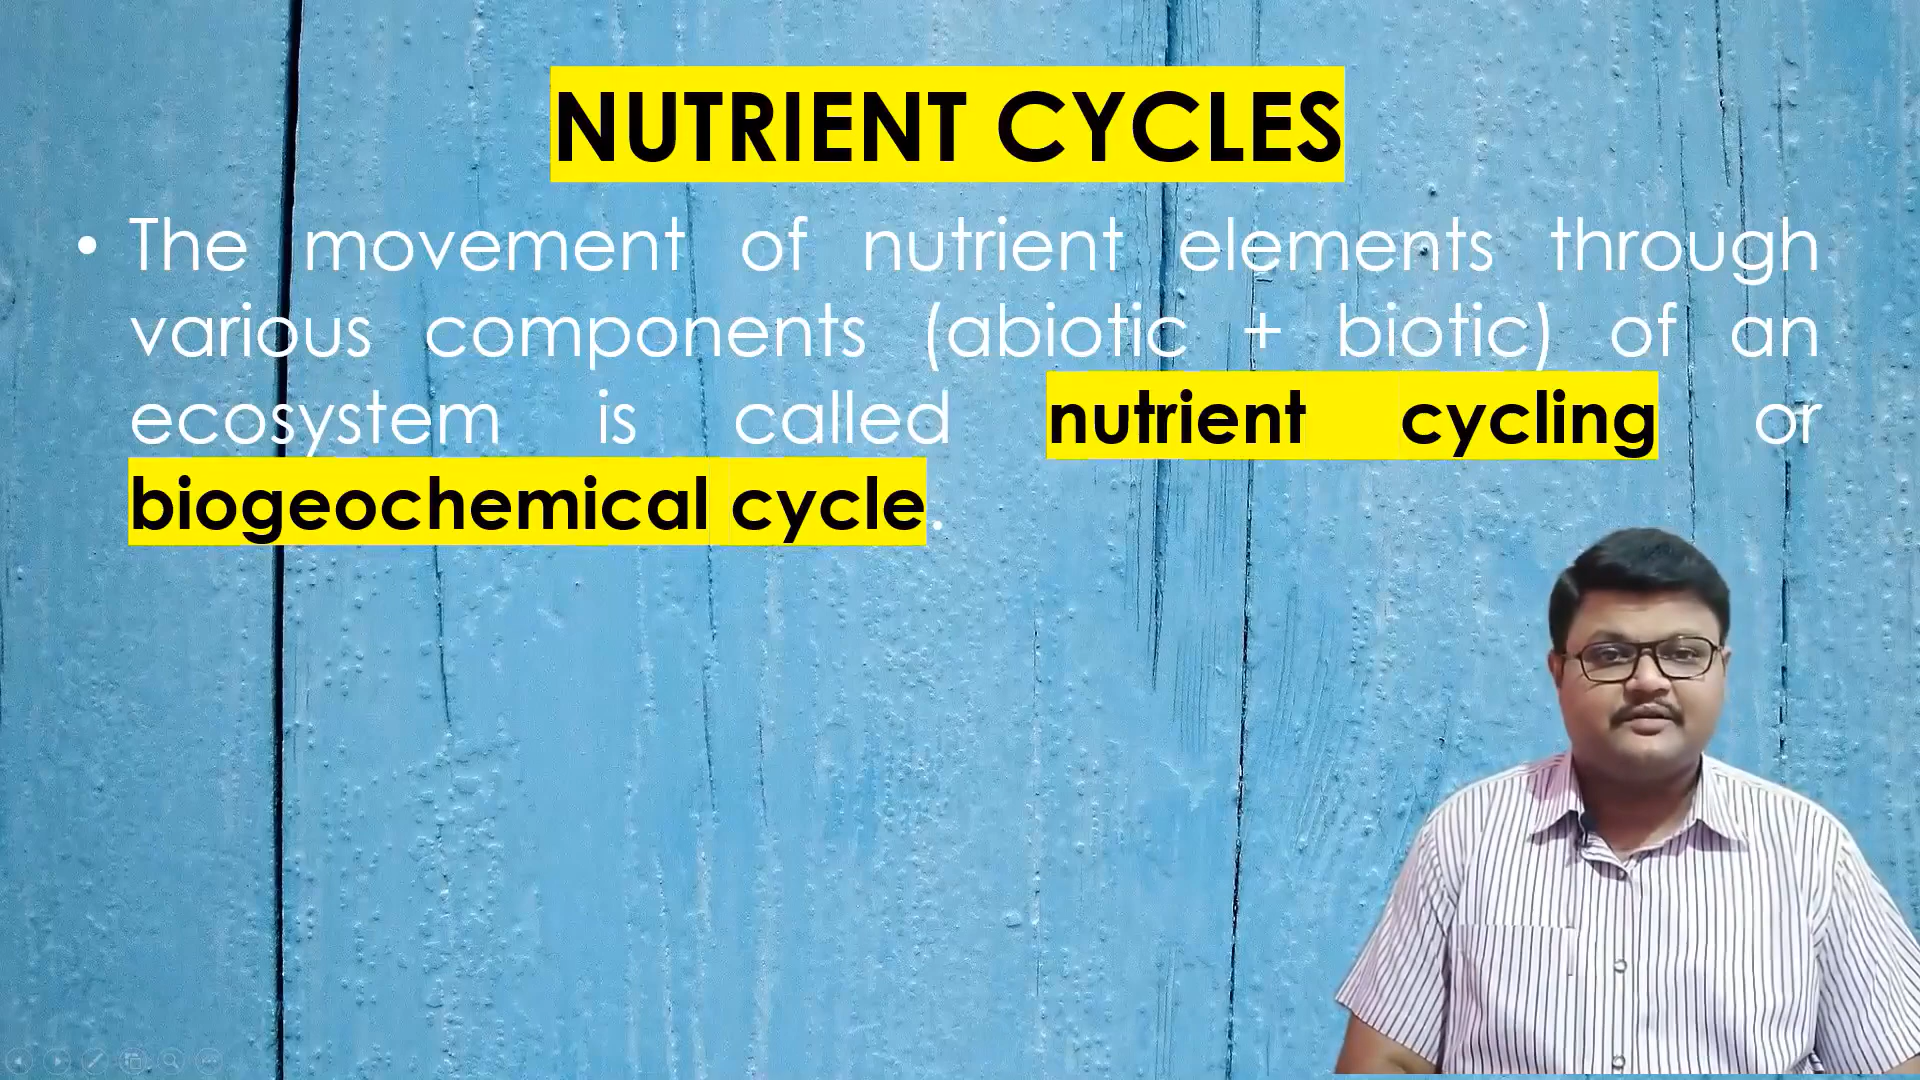 NUTRIENT CYCLES
• The movement of nutrient elements through
various components (abiotic + biotic) of an
ecosystem is called nutrient cycling or
biogeochemical cycle.